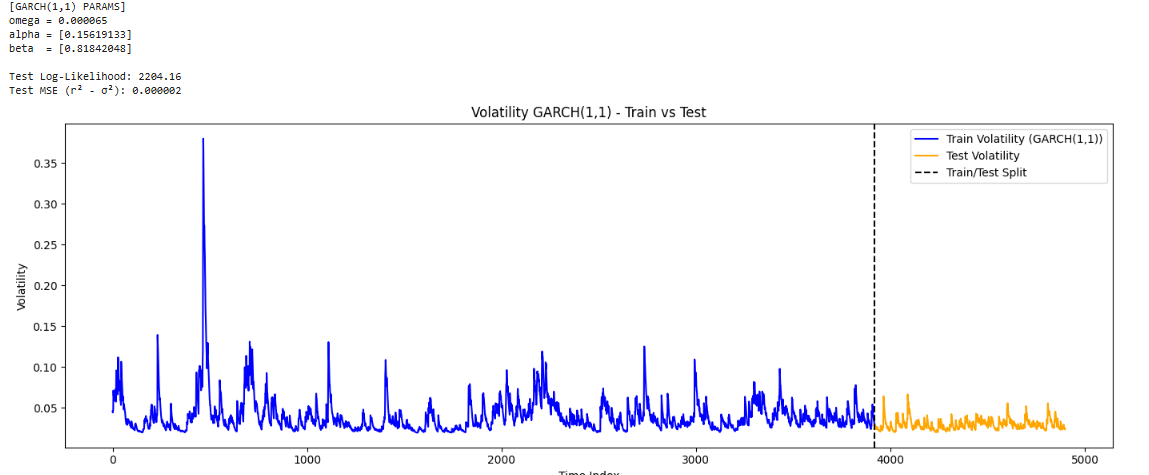 [GARCH(1,1) PARAMS]
omega = 0.000065
alpha = [0.15619133]
beta  = [0.81842048]
Test Log-Likelihood: 2204.16
Test MSE (r² - σ²): 0.000002
Volatility GARCH(1,1) - Train vs Test
Train Volatility (GARCH(1,1))
Test Volatility
Train/Test Split
Volatility
0.35
0.30
0.25
0.20
0.15
0.10
0.05
0 1000 2000 3000 4000 5000
Time Index